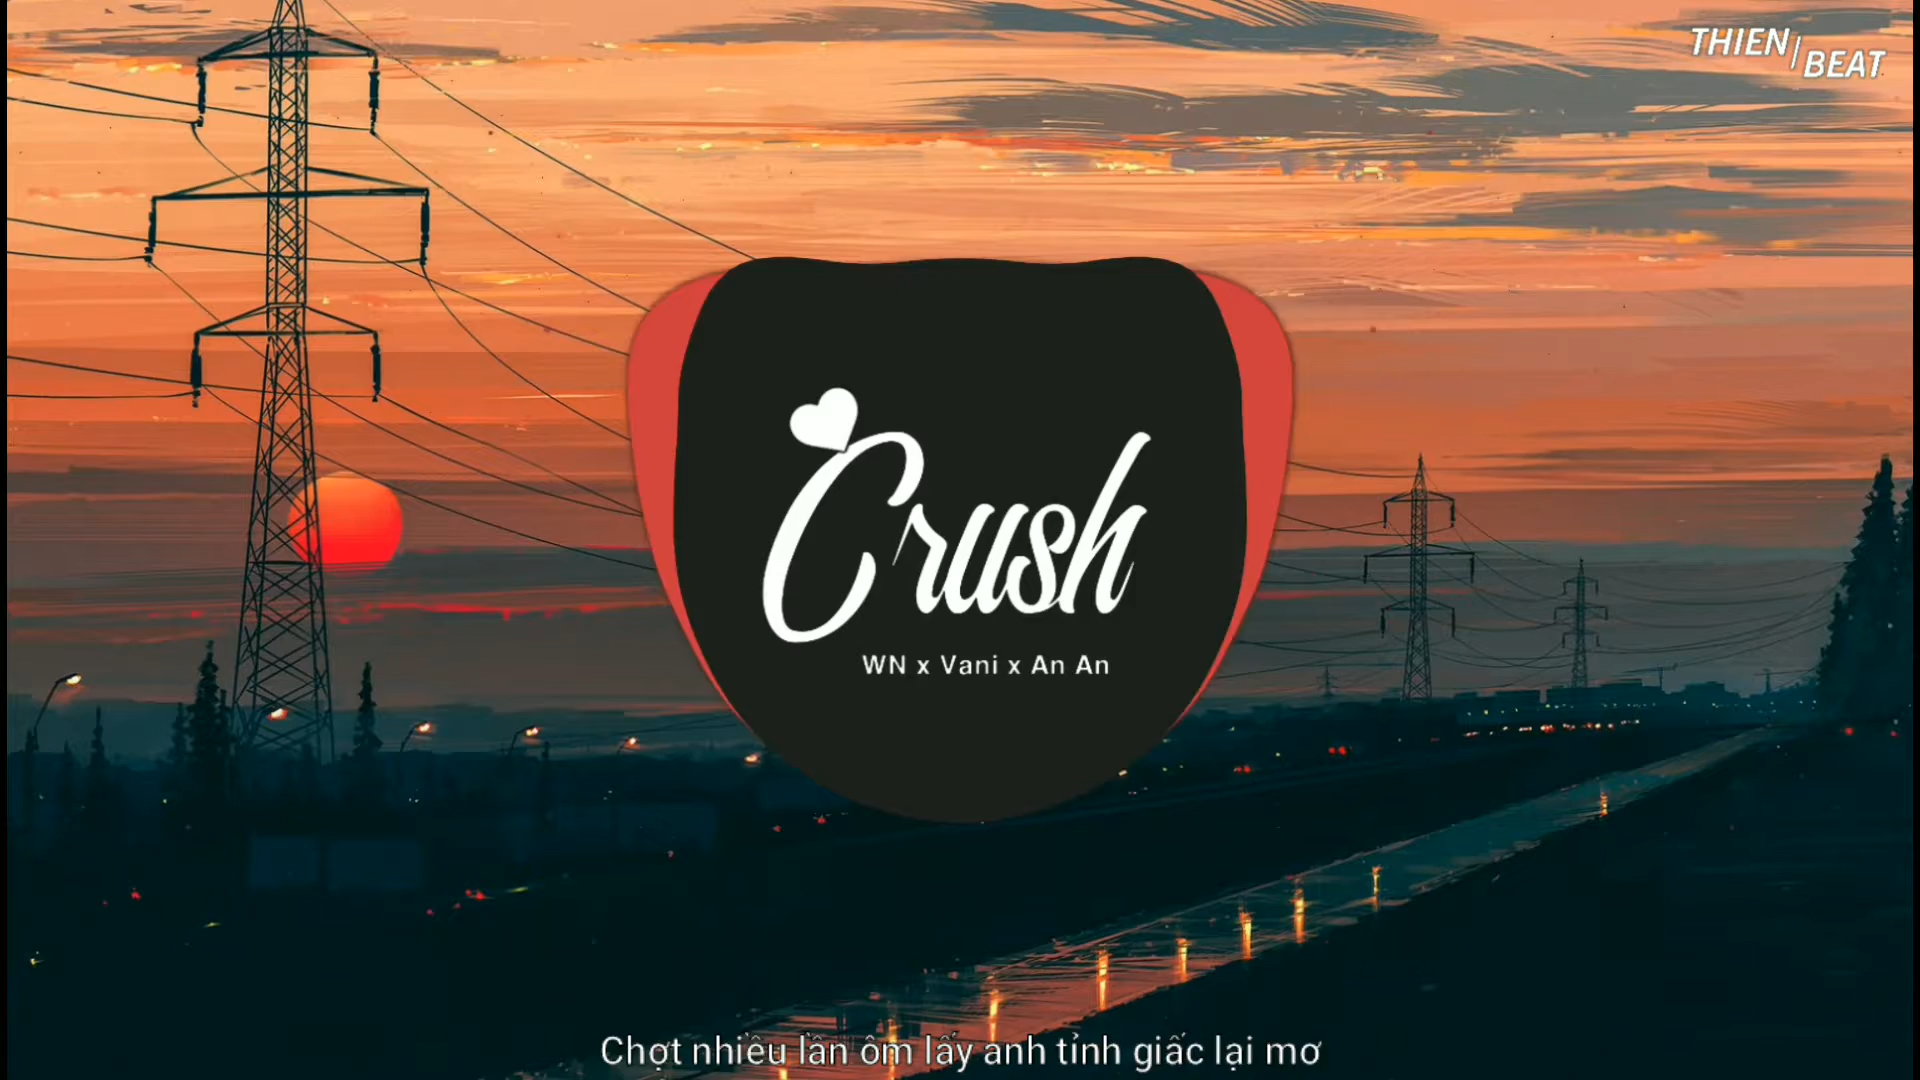 THIEN/
BEAT
Crush
WN x Vani x An An
Chợt nhiều lần ôm lấy anh tỉnh giấc lại mơ